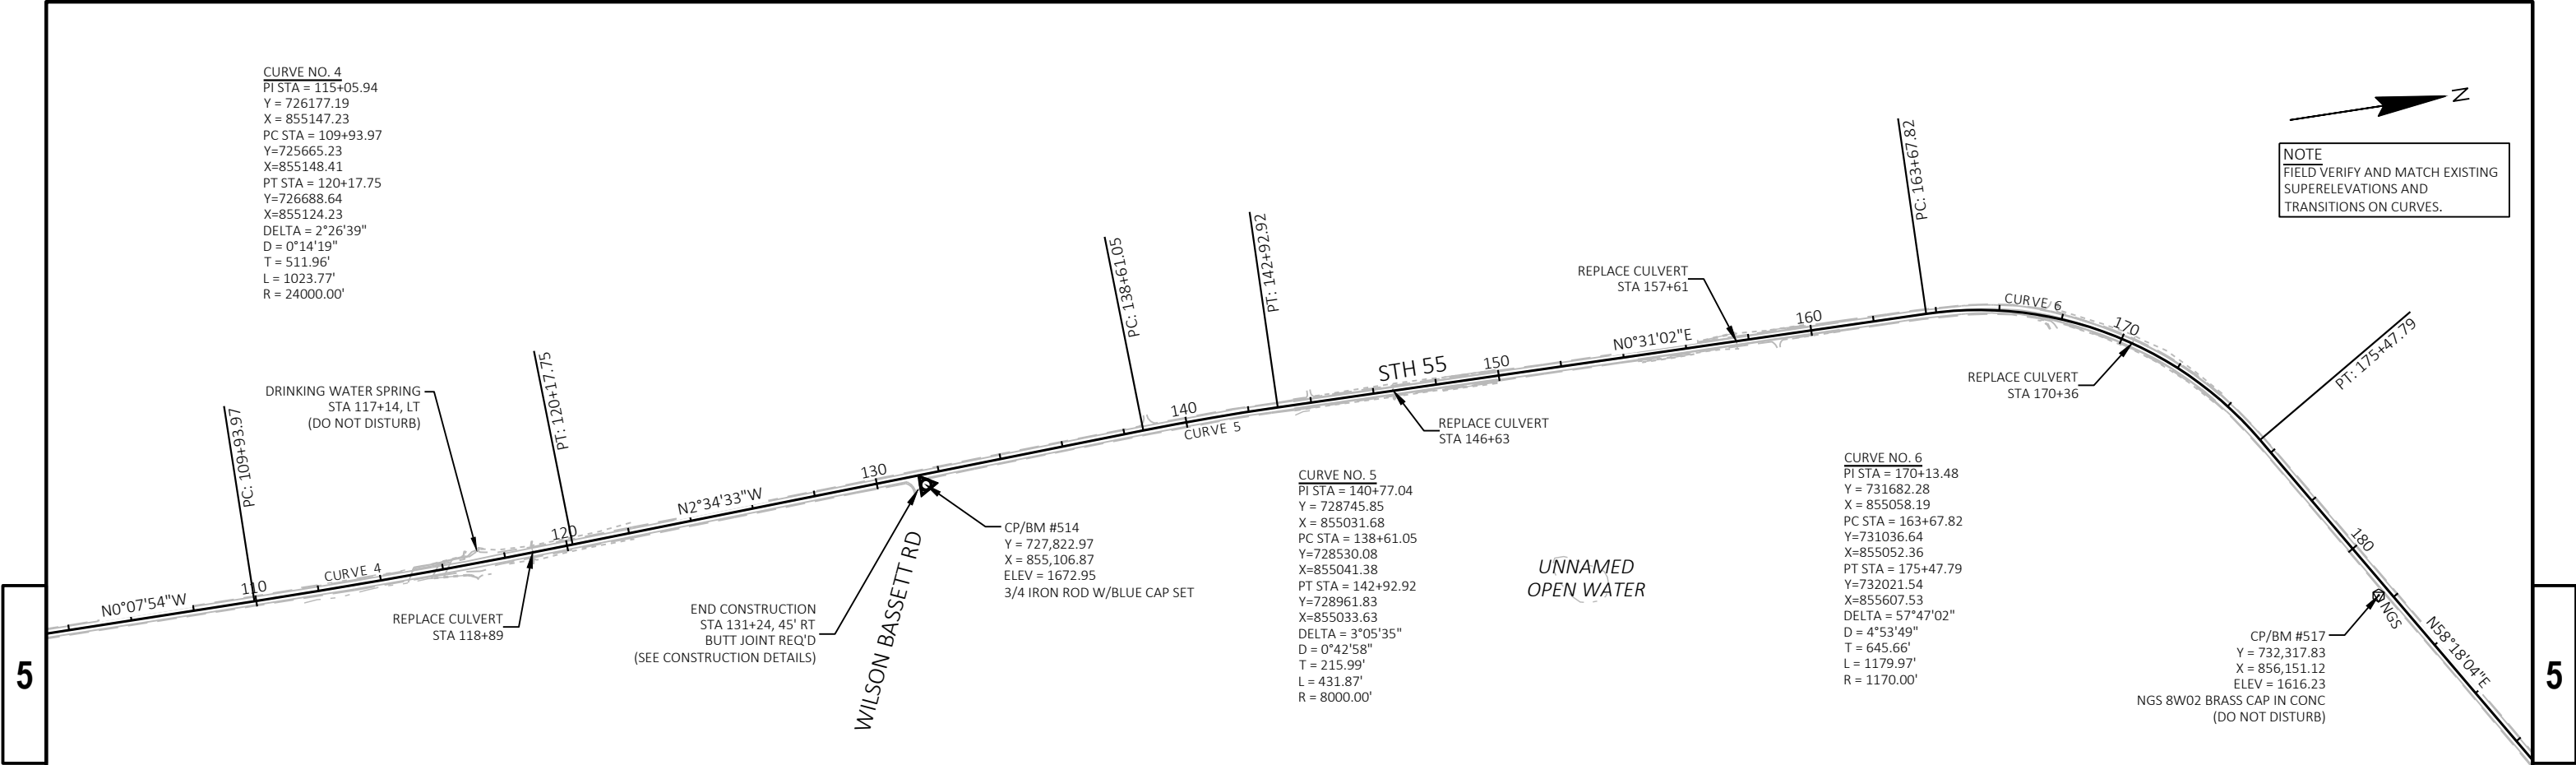 CURVE NO. 4
PI STA = 115+05.94
Y = 726177.19
X = 855147.23
PC STA = 109+93.97
Y=725665.23
X=855148.41
PT STA = 120+17.75
Y=726688.64
X=855124.23
DELTA = 2°26'39"
D = 0°14'19"
T = 511.96'
L = 1023.77'
R = 24000.00'
N
NOTE
FIELD VERIFY AND MATCH EXISTING
SUPERELEVATIONS AND
TRANSITIONS ON CURVES.
N0°07'54"W
110
PC: 109+93.97
CURVE 4
DRINKING WATER SPRING
STA 117+14, LT
(DO NOT DISTURB)
REPLACE CULVERT
STA 118+89
120
PT: 120+17.75
N2°34'33"W
130
END CONSTRUCTION
STA 131+24, 45' RT
BUTT JOINT REQ'D
(SEE CONSTRUCTION DETAILS)
WILSON BASSETT RD
CP/BM #514
Y = 727,822.97
X = 855,106.87
ELEV = 1672.95
3/4 IRON ROD W/BLUE CAP SET
PC: 138+61.05
140
CURVE 5
PT: 142+92.92
STH 55
REPLACE CULVERT
STA 146+63
150
CURVE NO. 5
PI STA = 140+77.04
Y = 728745.85
X = 855031.68
PC STA = 138+61.05
Y=728530.08
X=855041.38
PT STA = 142+92.92
Y=728961.83
X=855033.63
DELTA = 3°05'35"
D = 0°42'58"
T = 215.99'
L = 431.87'
R = 8000.00'
UNNAMED
OPEN WATER
N0°31'02"E
REPLACE CULVERT
STA 157+61
160
PC: 163+67.82
CURVE 6
170
REPLACE CULVERT
STA 170+36
CURVE NO. 6
PI STA = 170+13.48
Y = 731682.28
X = 855058.19
PC STA = 163+67.82
Y=731036.64
X=855052.36
PT STA = 175+47.79
Y=732021.54
X=855607.53
DELTA = 57°47'02"
D = 4°53'49"
T = 645.66'
L = 1179.97'
R = 1170.00'
PT: 175+47.79
180
NGS
N58°18'04"E
CP/BM #517
Y = 732,317.83
X = 856,151.12
ELEV = 1616.23
NGS 8W02 BRASS CAP IN CONC
(DO NOT DISTURB)
5
5